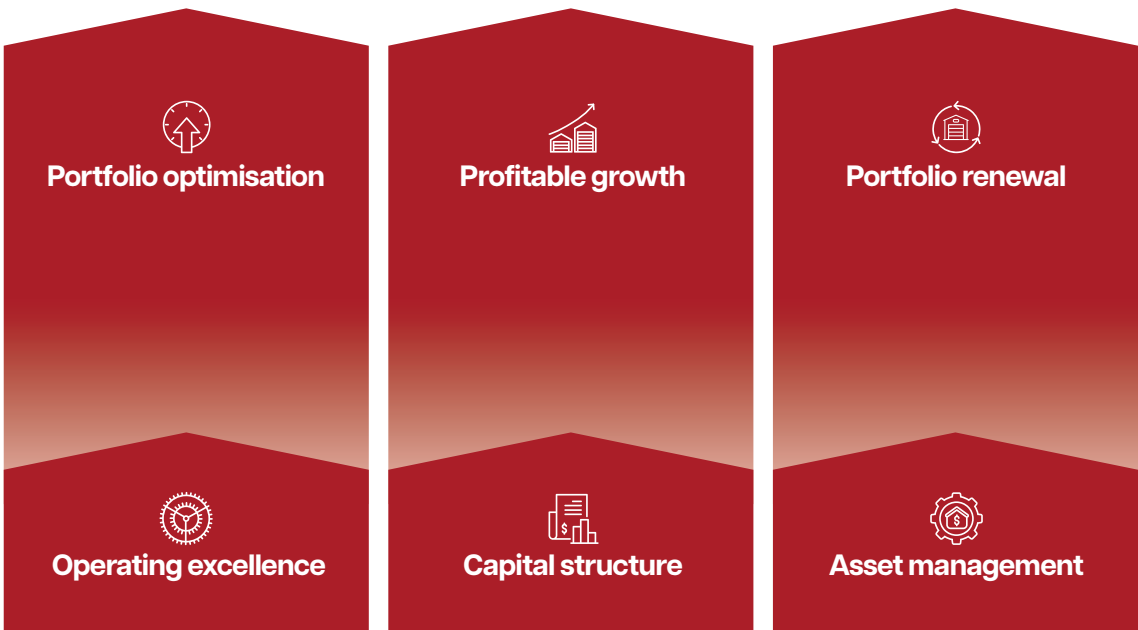 Portfolio optimisation
Profitable growth
Portfolio renewal
Operating excellence
Capital structure
Asset management